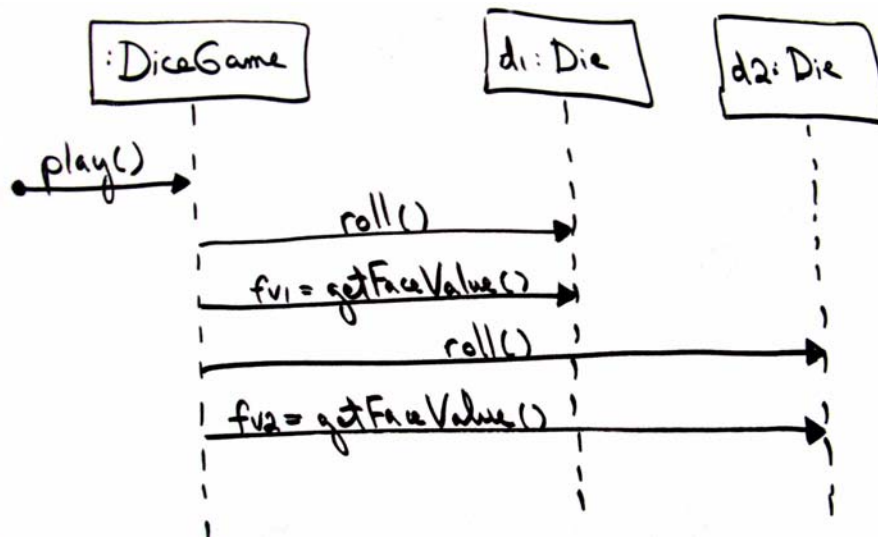 :DiceGame
d1:Die
d2:Die
play()
roll()
fv1=getFaceValue()
roll()
fv2=getFaceValue()